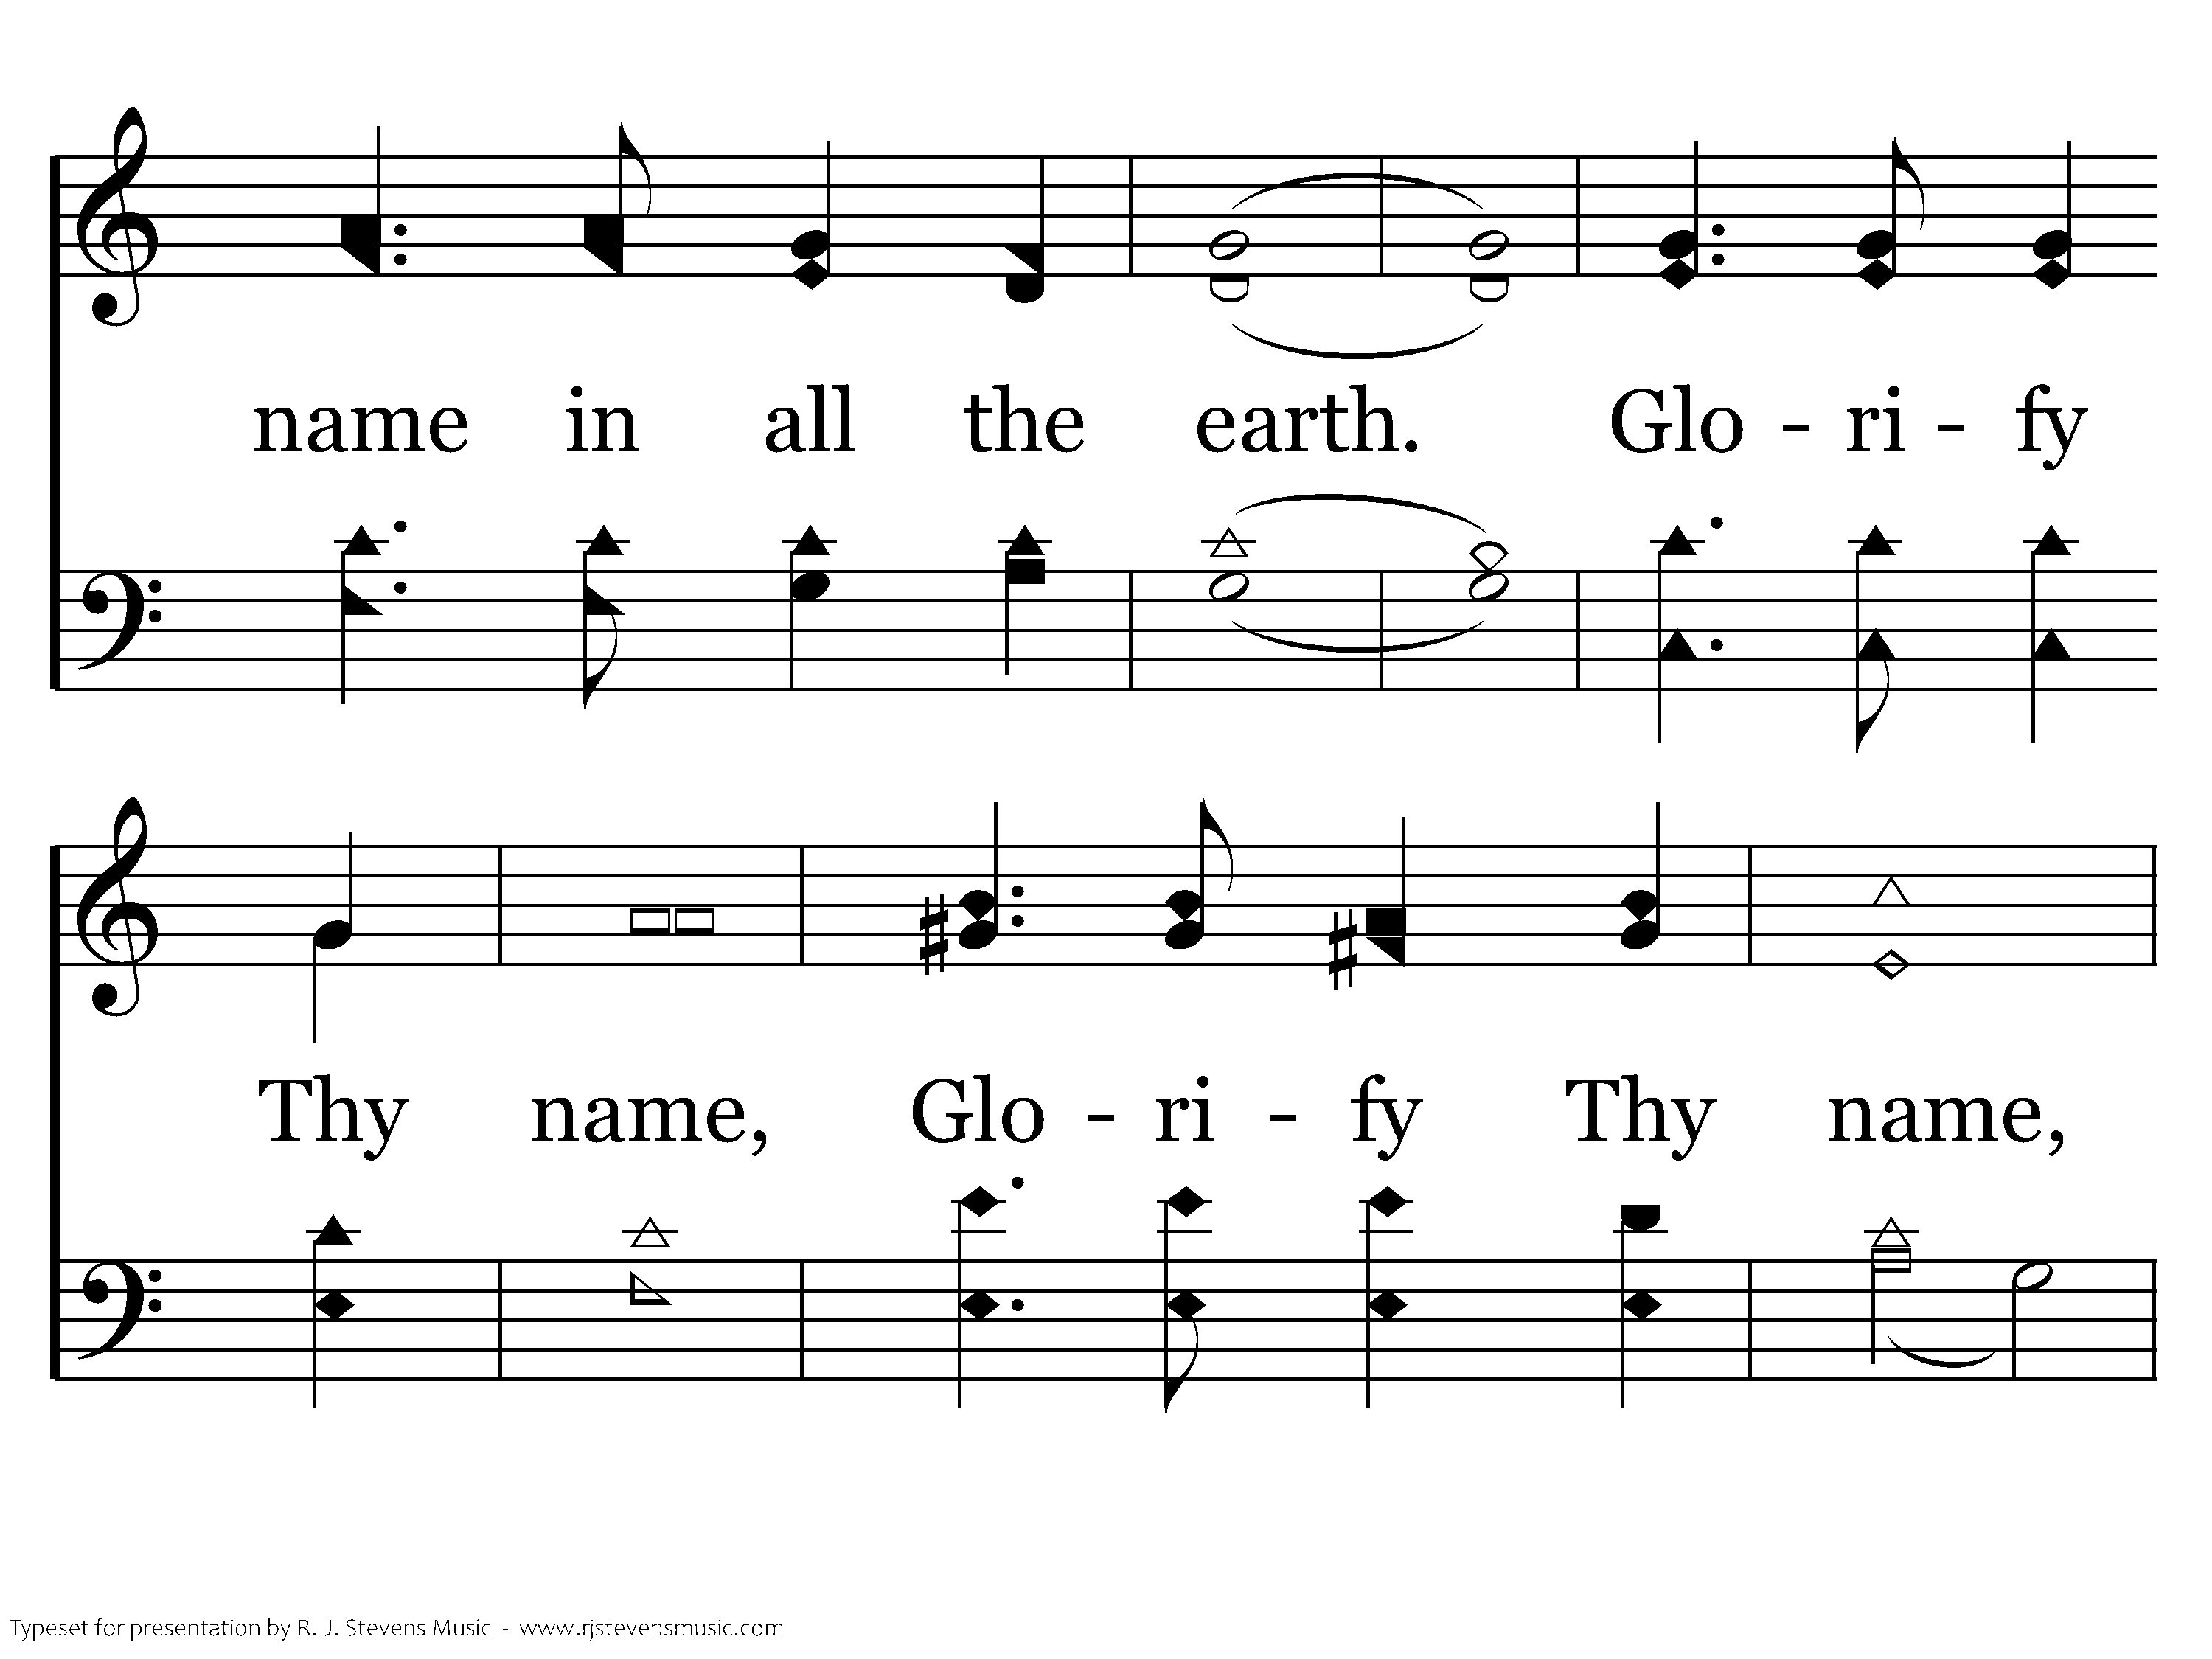 name in all the earth. Glo - ri - fy
Thy name, Glo - ri - fy Thy name,
Typeset for presentation by R. J. Stevens Music - www.rjstevensmusic.com